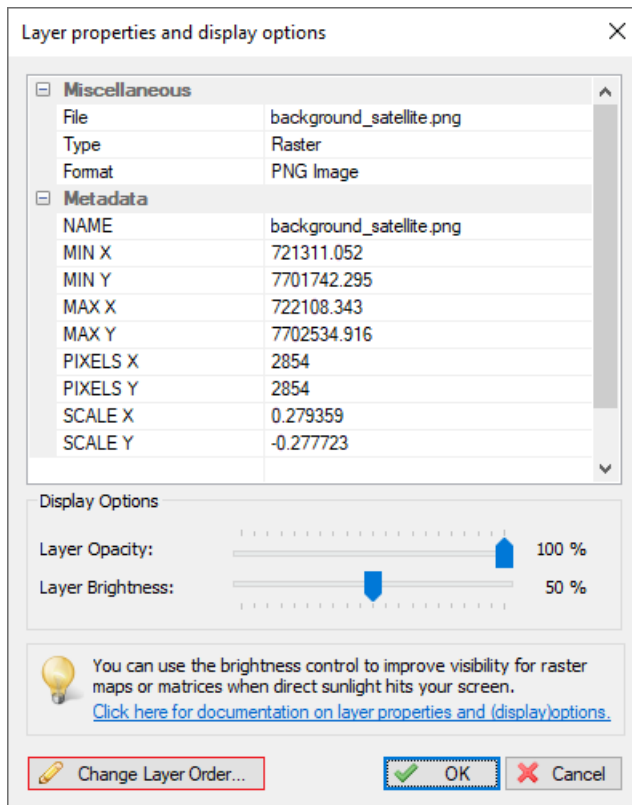 Layer properties and display options
Miscellaneous
File background_satellite.png
Type Raster
Format PNG Image
Metadata
NAME background_satellite.png
MIN X 721311.052
MIN Y 7701742.295
MAX X 722108.343
MAX Y 7702534.916
PIXELS X 2854
PIXELS Y 2854
SCALE X 0.279359
SCALE Y -0.277723
Display Options
Layer Opacity: 100 %
Layer Brightness: 50 %
You can use the brightness control to improve visibility for raster
maps or matrices when direct sunlight hits your screen.
Click here for documentation on layer properties and (display)options.
Change Layer Order... OK Cancel